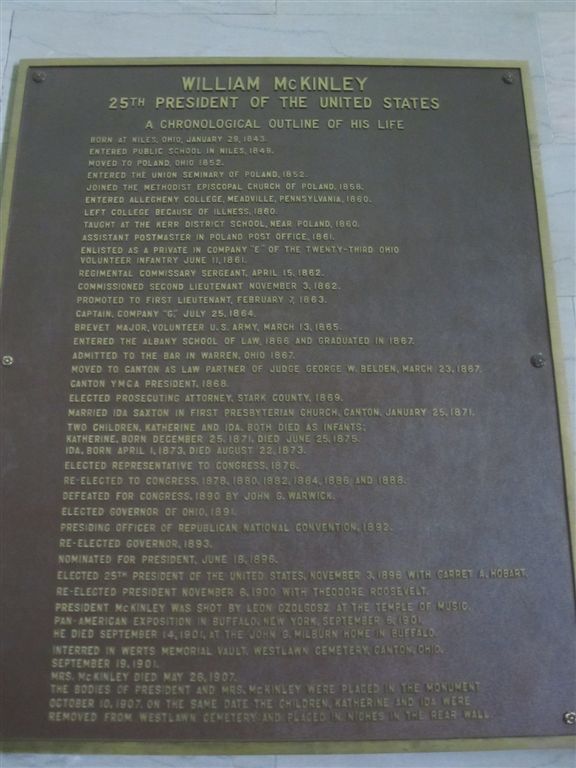 WILLIAM McKINLEY
25TH PRESIDENT OF THE UNITED STATES
A CHRONOLOGICAL OUTLINE OF HIS LIFE
BORN AT NILES, OHIO, JANUARY 29, 1843.
ENTERED PUBLIC SCHOOL IN NILES, 1849.
MOVED TO POLAND, OHIO 1852.
ENTERED THE UNION SEMINARY OF POLAND, 1852.
JOINED THE METHODIST EPISCOPAL CHURCH OF POLAND, 1858.
ENTERED ALLEGHENY COLLEGE, MEADVILLE, PENNSYLVANIA, 1860.
LEFT COLLEGE BECAUSE OF ILLNESS, 1860.
TAUGHT AT THE KERR DISTRICT SCHOOL, NEAR POLAND, 1860.
ASSISTANT POSTMASTER IN POLAND POST OFFICE, 1861.
ENLISTED AS A PRIVATE IN COMPANY "E" OF THE TWENTY-THIRD OHIO
VOLUNTEER INFANTRY JUNE 11, 1861.
REGIMENTAL COMMISSARY SERGEANT, APRIL 15, 1862.
COMMISSIONED SECOND LIEUTENANT NOVEMBER 3, 1862.
PROMOTED TO FIRST LIEUTENANT, FEBRUARY 7, 1863.
CAPTAIN, COMPANY "G," JULY 25, 1864.
BREVET MAJOR, VOLUNTEER U.S. ARMY, MARCH 13, 1865.
ENTERED THE ALBANY SCHOOL OF LAW, 1866 AND GRADUATED IN 1867.
ADMITTED TO THE BAR IN WARREN, OHIO 1867.
MOVED TO CANTON AS LAW PARTNER OF JUDGE GEORGE W. BELDEN, MARCH 23, 1867.
CANTON Y.M.C.A. PRESIDENT, 1868.
ELECTED PROSECUTING ATTORNEY, STARK COUNTY, 1869.
MARRIED IDA SAXTON IN FIRST PRESBYTERIAN CHURCH, CANTON, JANUARY 25, 1871.
TWO CHILDREN, KATHERINE AND IDA. BOTH DIED AS INFANTS;
KATHERINE, BORN DECEMBER 25, 1871, DIED JUNE 25, 1875.
IDA, BORN APRIL 1, 1873, DIED AUGUST 22, 1873.
ELECTED REPRESENTATIVE TO CONGRESS, 1876.
RE-ELECTED TO CONGRESS, 1878, 1880, 1882, 1884, 1886 AND 1888.
DEFEATED FOR CONGRESS, 1890 BY JOHN G. WARWICK.
ELECTED GOVERNOR OF OHIO, 1891.
PRESIDING OFFICER OF REPUBLICAN NATIONAL CONVENTION, 1892.
RE-ELECTED GOVERNOR, 1893.
NOMINATED FOR PRESIDENT, JUNE 18, 1896.
ELECTED 25TH PRESIDENT OF THE UNITED STATES, NOVEMBER 3, 1896 WITH GARRET A. HOBART.
RE-ELECTED PRESIDENT NOVEMBER 6, 1900 WITH THEODORE ROOSEVELT.
PRESIDENT McKINLEY WAS SHOT BY LEON CZOLGOSZ AT THE TEMPLE OF MUSIC,
PAN-AMERICAN EXPOSITION IN BUFFALO, NEW YORK, SEPTEMBER 6, 1901.
HE DIED SEPTEMBER 14, 1901, AT THE JOHN G. MILBURN HOME IN BUFFALO.
INTERRED IN WERTS MEMORIAL VAULT, WESTLAWN CEMETERY, CANTON, OHIO,
SEPTEMBER 19, 1901.
MRS. McKINLEY DIED MAY 26, 1907.
THE BODIES OF PRESIDENT AND MRS. McKINLEY WERE PLACED IN THE MONUMENT
OCTOBER 10, 1907. ON THE SAME DATE THE CHILDREN, KATHERINE AND IDA WERE
REMOVED FROM WESTLAWN CEMETERY AND PLACED IN NICHES IN THE REAR WALL.